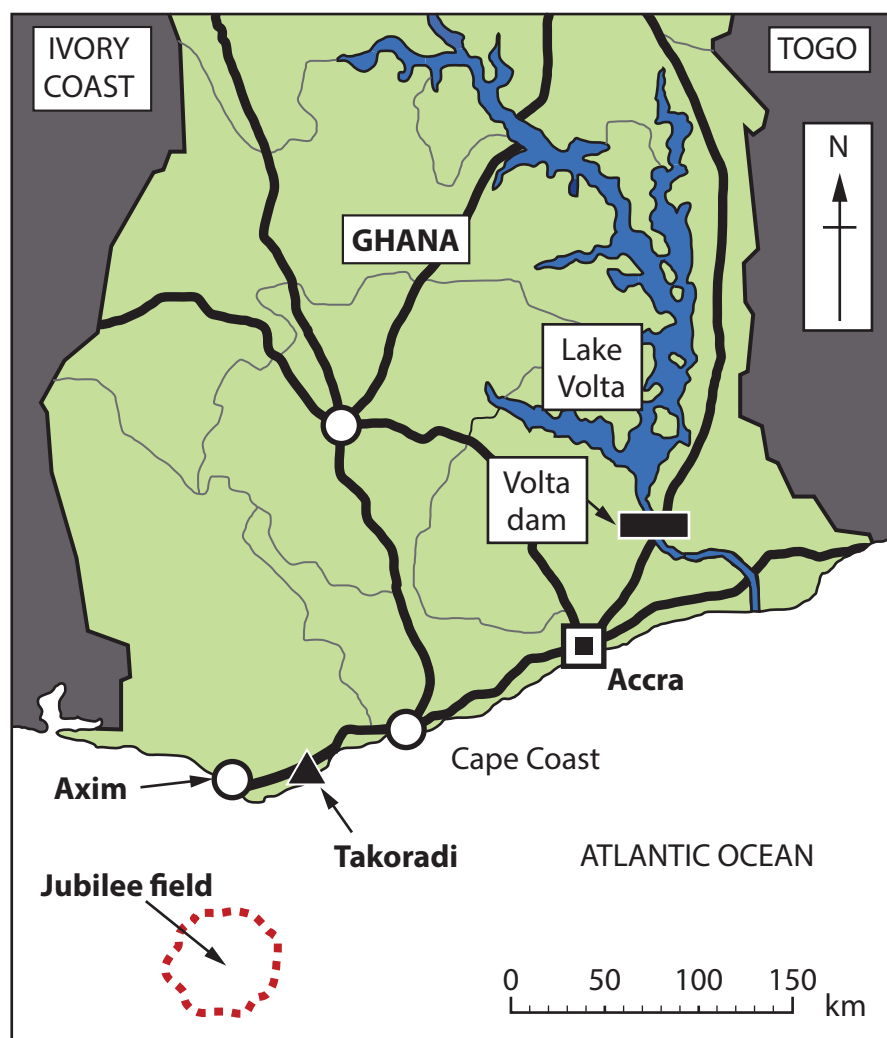 IVORY
COAST
TOGO
N
GHANA
Lake
Volta
Volta
dam
Accra
Cape Coast
Axim
Takoradi
ATLANTIC OCEAN
Jubilee field
0 50 100 150
km